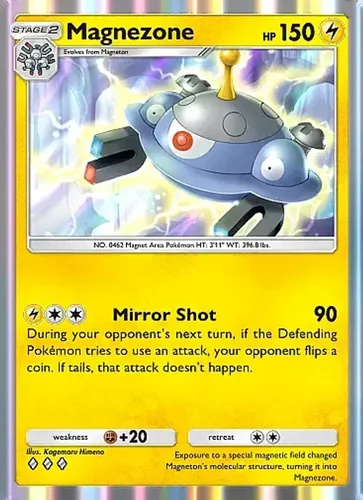 STAGE 2 Magnezone HP 150
Evolves from Magneton
NO. 0462 Magnet Area Pokémon HT: 3'11" WT: 396.8 lbs.
Mirror Shot 90
During your opponent's next turn, if the Defending
Pokémon tries to use an attack, your opponent flips a
coin. If tails, that attack doesn't happen.
weakness +20 retreat
Illus. Kagemaru Himeno
Exposure to a special magnetic field changed
Magneton's molecular structure, turning it into
Magnezone.